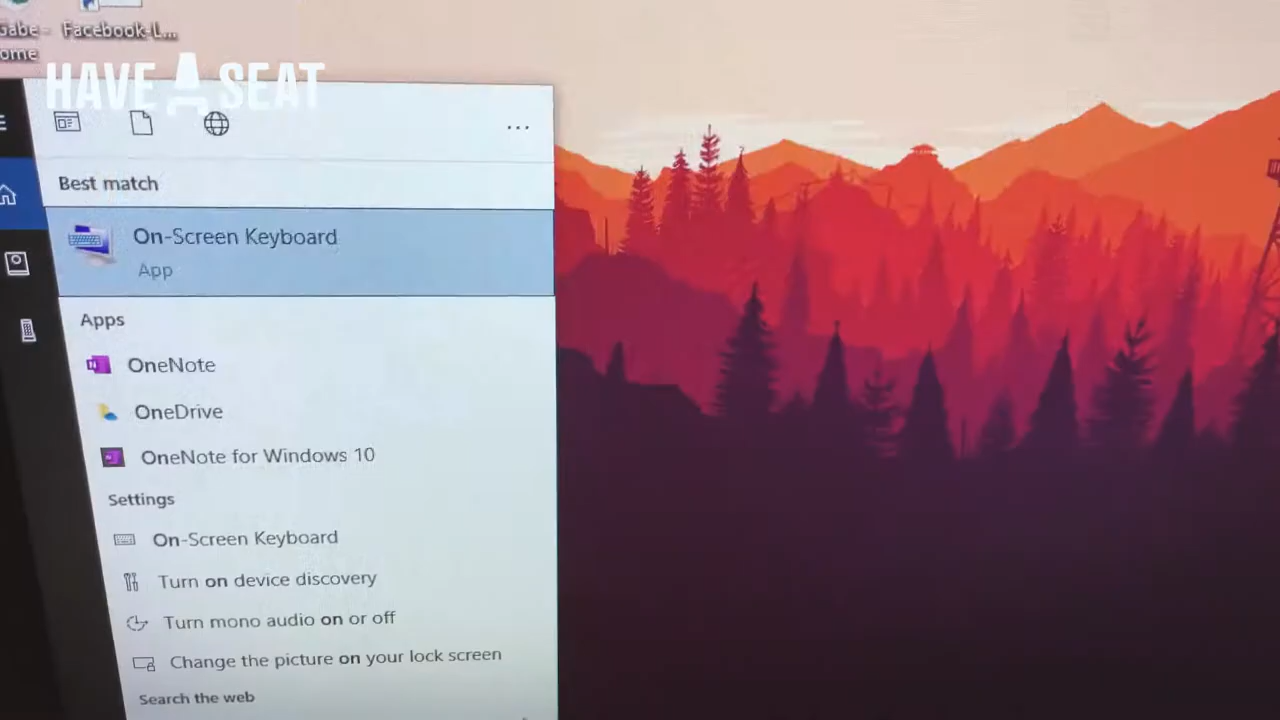 Gabe - Facebook-L...
ome
HAVE A SEAT
...
Best match
On-Screen Keyboard
App
Apps
OneNote
OneDrive
OneNote for Windows 10
Settings
On-Screen Keyboard
Turn on device discovery
Turn mono audio on or off
Change the picture on your lock screen
Search the web